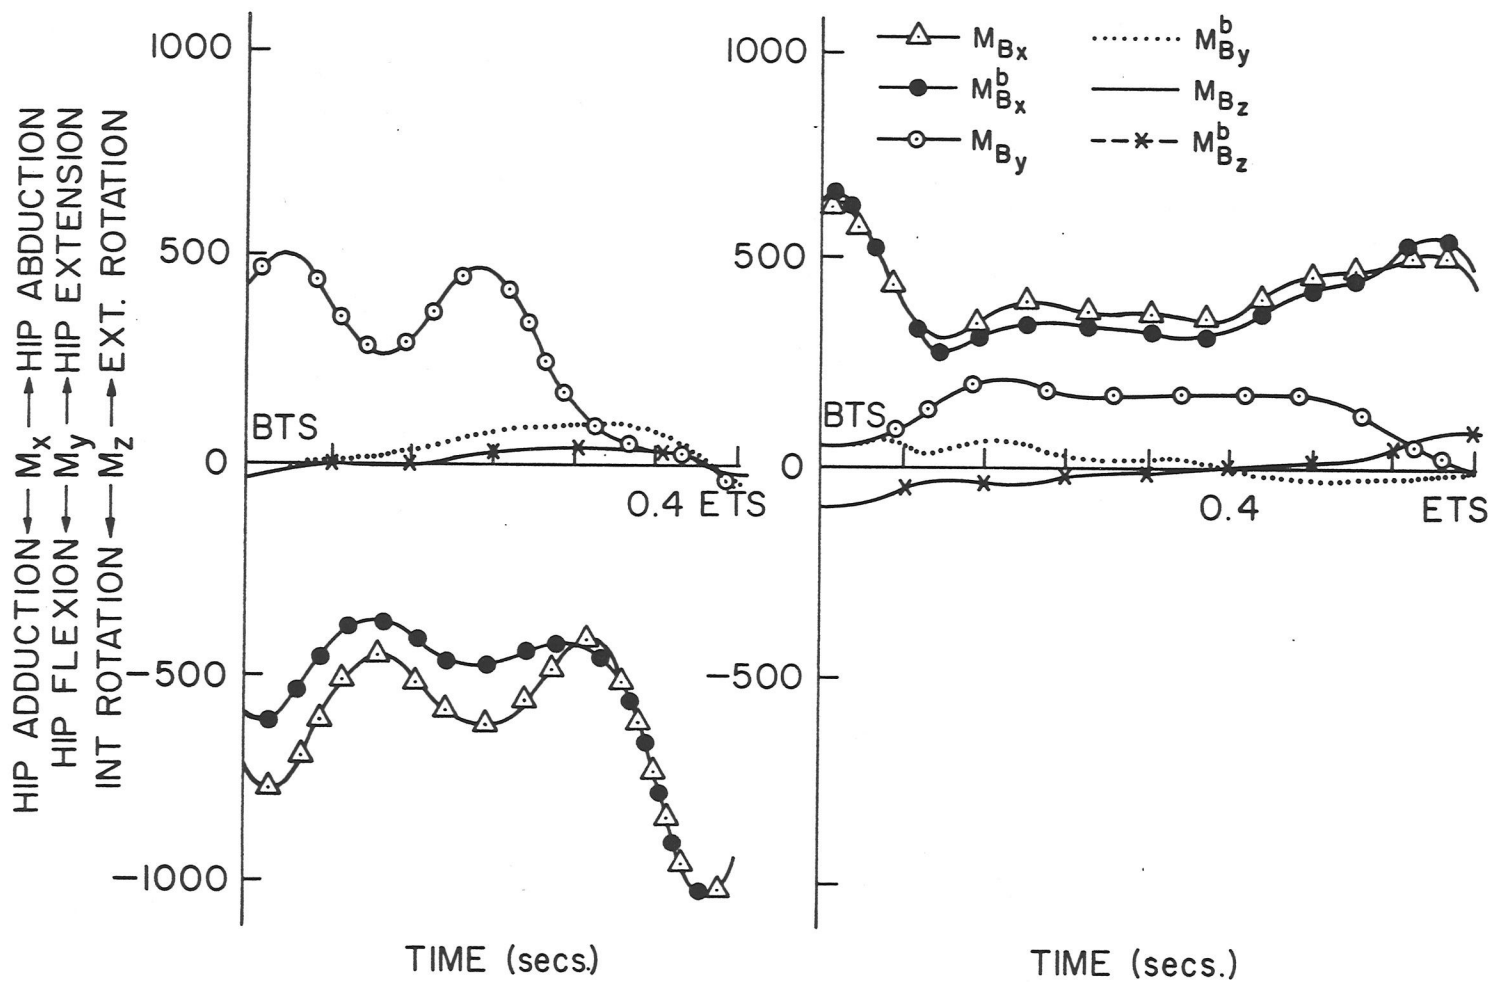 HIP ADDUCTION ← Mx → HIP ABDUCTION
HIP FLEXION ← My → HIP EXTENSION
INT ROTATION ← Mz → EXT. ROTATION
1000
500
0
-500
-1000
BTS
0.4 ETS
TIME (secs.)
1000
500
0
-500
BTS
0.4
ETS
TIME (secs.)
M_Bx
M^b_Bx
M_By
M^b_By
M_Bz
M^b_Bz